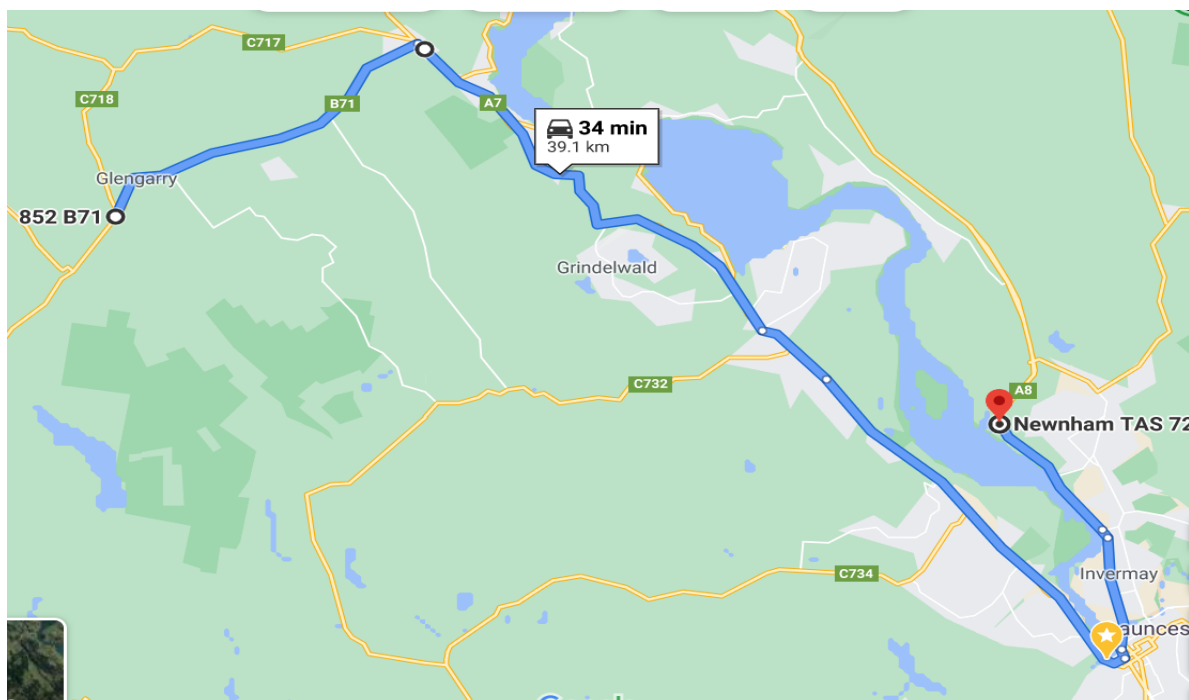 C717
C718
B71
A7
34 min
39.1 km
Glengarry
852 B71
Grindelwald
C732
A8
Newnham TAS 72
C734
Invermay
aunces